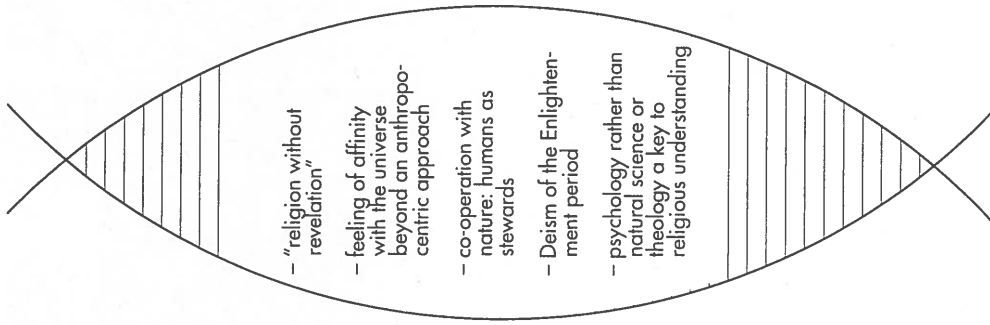 – "religion without
revelation"
– feeling of affinity
with the universe
beyond an anthropo-
centric approach
– co-operation with
nature: humans as
stewards
– Deism of the Enlighten-
ment period
– psychology rather than
natural science or
theology a key to
religious understanding